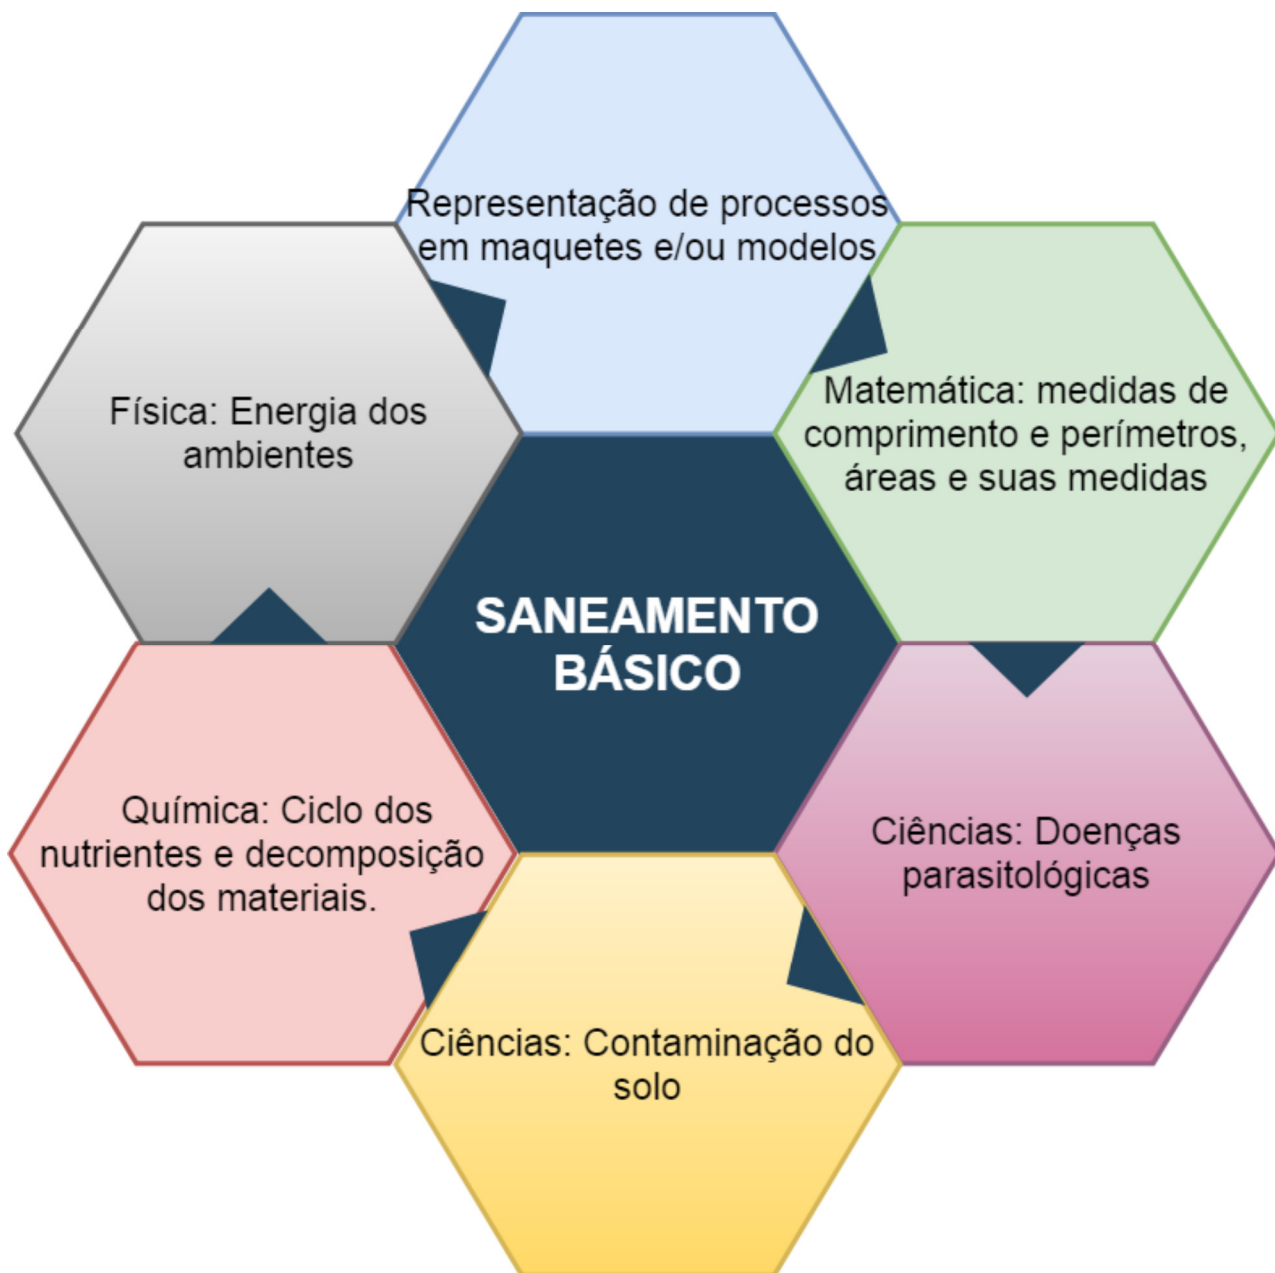 Representação de processos
em maquetes e/ou modelos
Física: Energia dos
ambientes
Matemática: medidas de
comprimento e perímetros,
áreas e suas medidas
SANEAMENTO
BÁSICO
Química: Ciclo dos
nutrientes e decomposição
dos materiais.
Ciências: Doenças
parasitológicas
Ciências: Contaminação do
solo